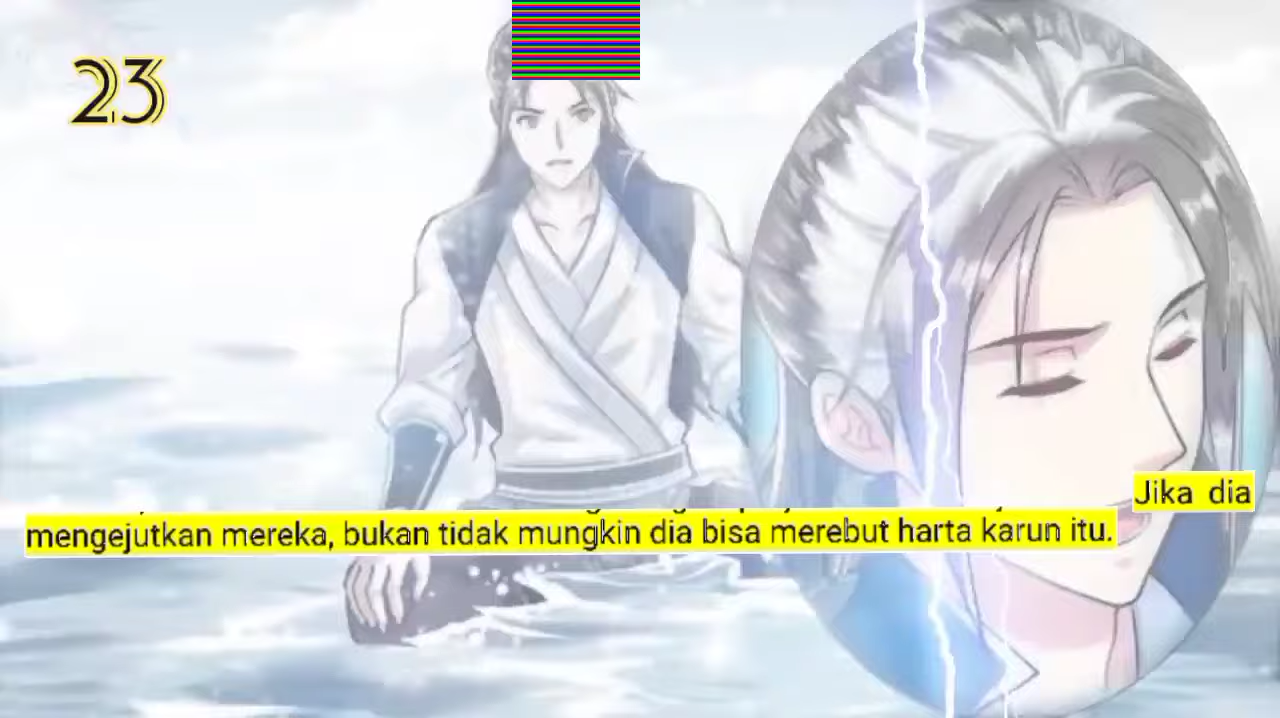 23
Jika dia
mengejutkan mereka, bukan tidak mungkin dia bisa merebut harta karun itu.